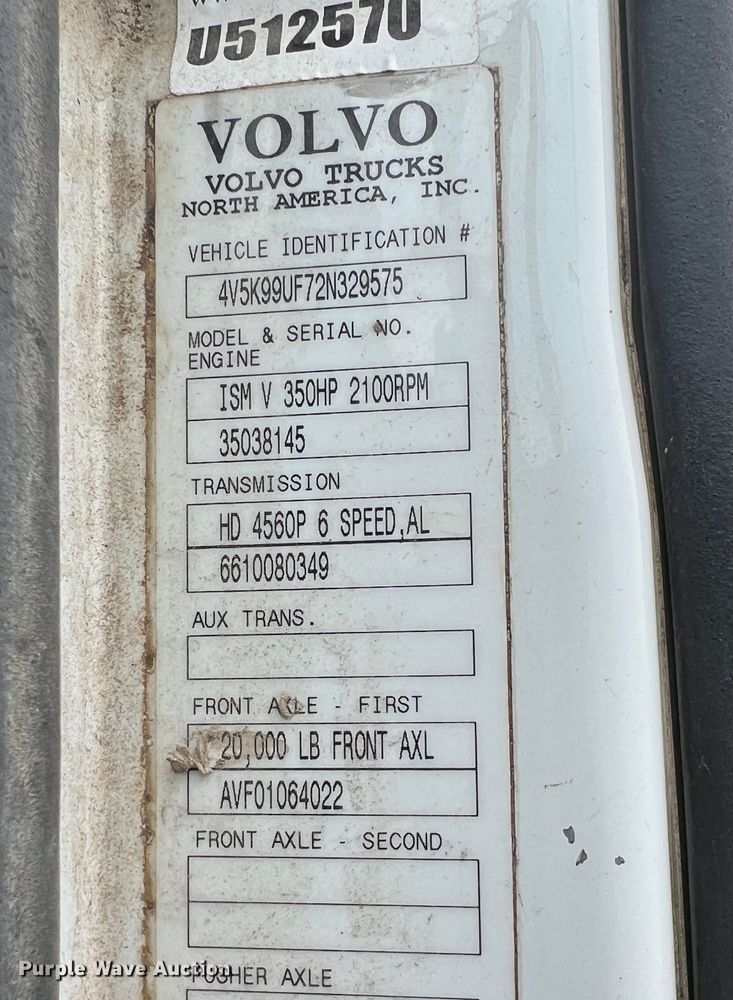 U512570
VOLVO
VOLVO TRUCKS
NORTH AMERICA, INC.
VEHICLE IDENTIFICATION #
4V5K99UF72N329575
MODEL & SERIAL NO.
ENGINE
ISM V 350HP 2100RPM
35038145
TRANSMISSION
HD 4560P 6 SPEED,AL
6610080349
AUX TRANS.
FRONT AXLE - FIRST
20,000 LB FRONT AXL
AVF01064022
FRONT AXLE - SECOND
PUSHER AXLE
Purple Wave Auction